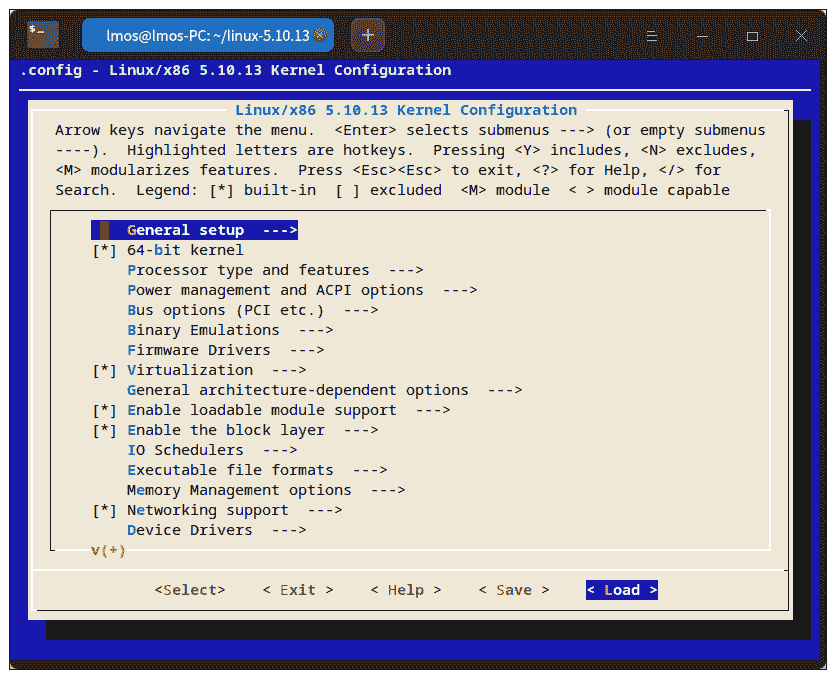 $_ lmos@lmos-PC: ~/linux-5.10.13
.config - Linux/x86 5.10.13 Kernel Configuration
Linux/x86 5.10.13 Kernel Configuration
Arrow keys navigate the menu.  <Enter> selects submenus ---> (or empty submenus
----).  Highlighted letters are hotkeys.  Pressing <Y> includes, <N> excludes,
<M> modularizes features.  Press <Esc><Esc> to exit, <?> for Help, </> for
Search.  Legend: [*] built-in  [ ] excluded  <M> module  < > module capable
General setup  --->
[*] 64-bit kernel
Processor type and features  --->
Power management and ACPI options  --->
Bus options (PCI etc.)  --->
Binary Emulations  --->
Firmware Drivers  --->
[*] Virtualization  --->
General architecture-dependent options  --->
[*] Enable loadable module support  --->
[*] Enable the block layer  --->
IO Schedulers  --->
Executable file formats  --->
Memory Management options  --->
[*] Networking support  --->
Device Drivers  --->
v(+)
<Select>    < Exit >    < Help >    < Save >    < Load >